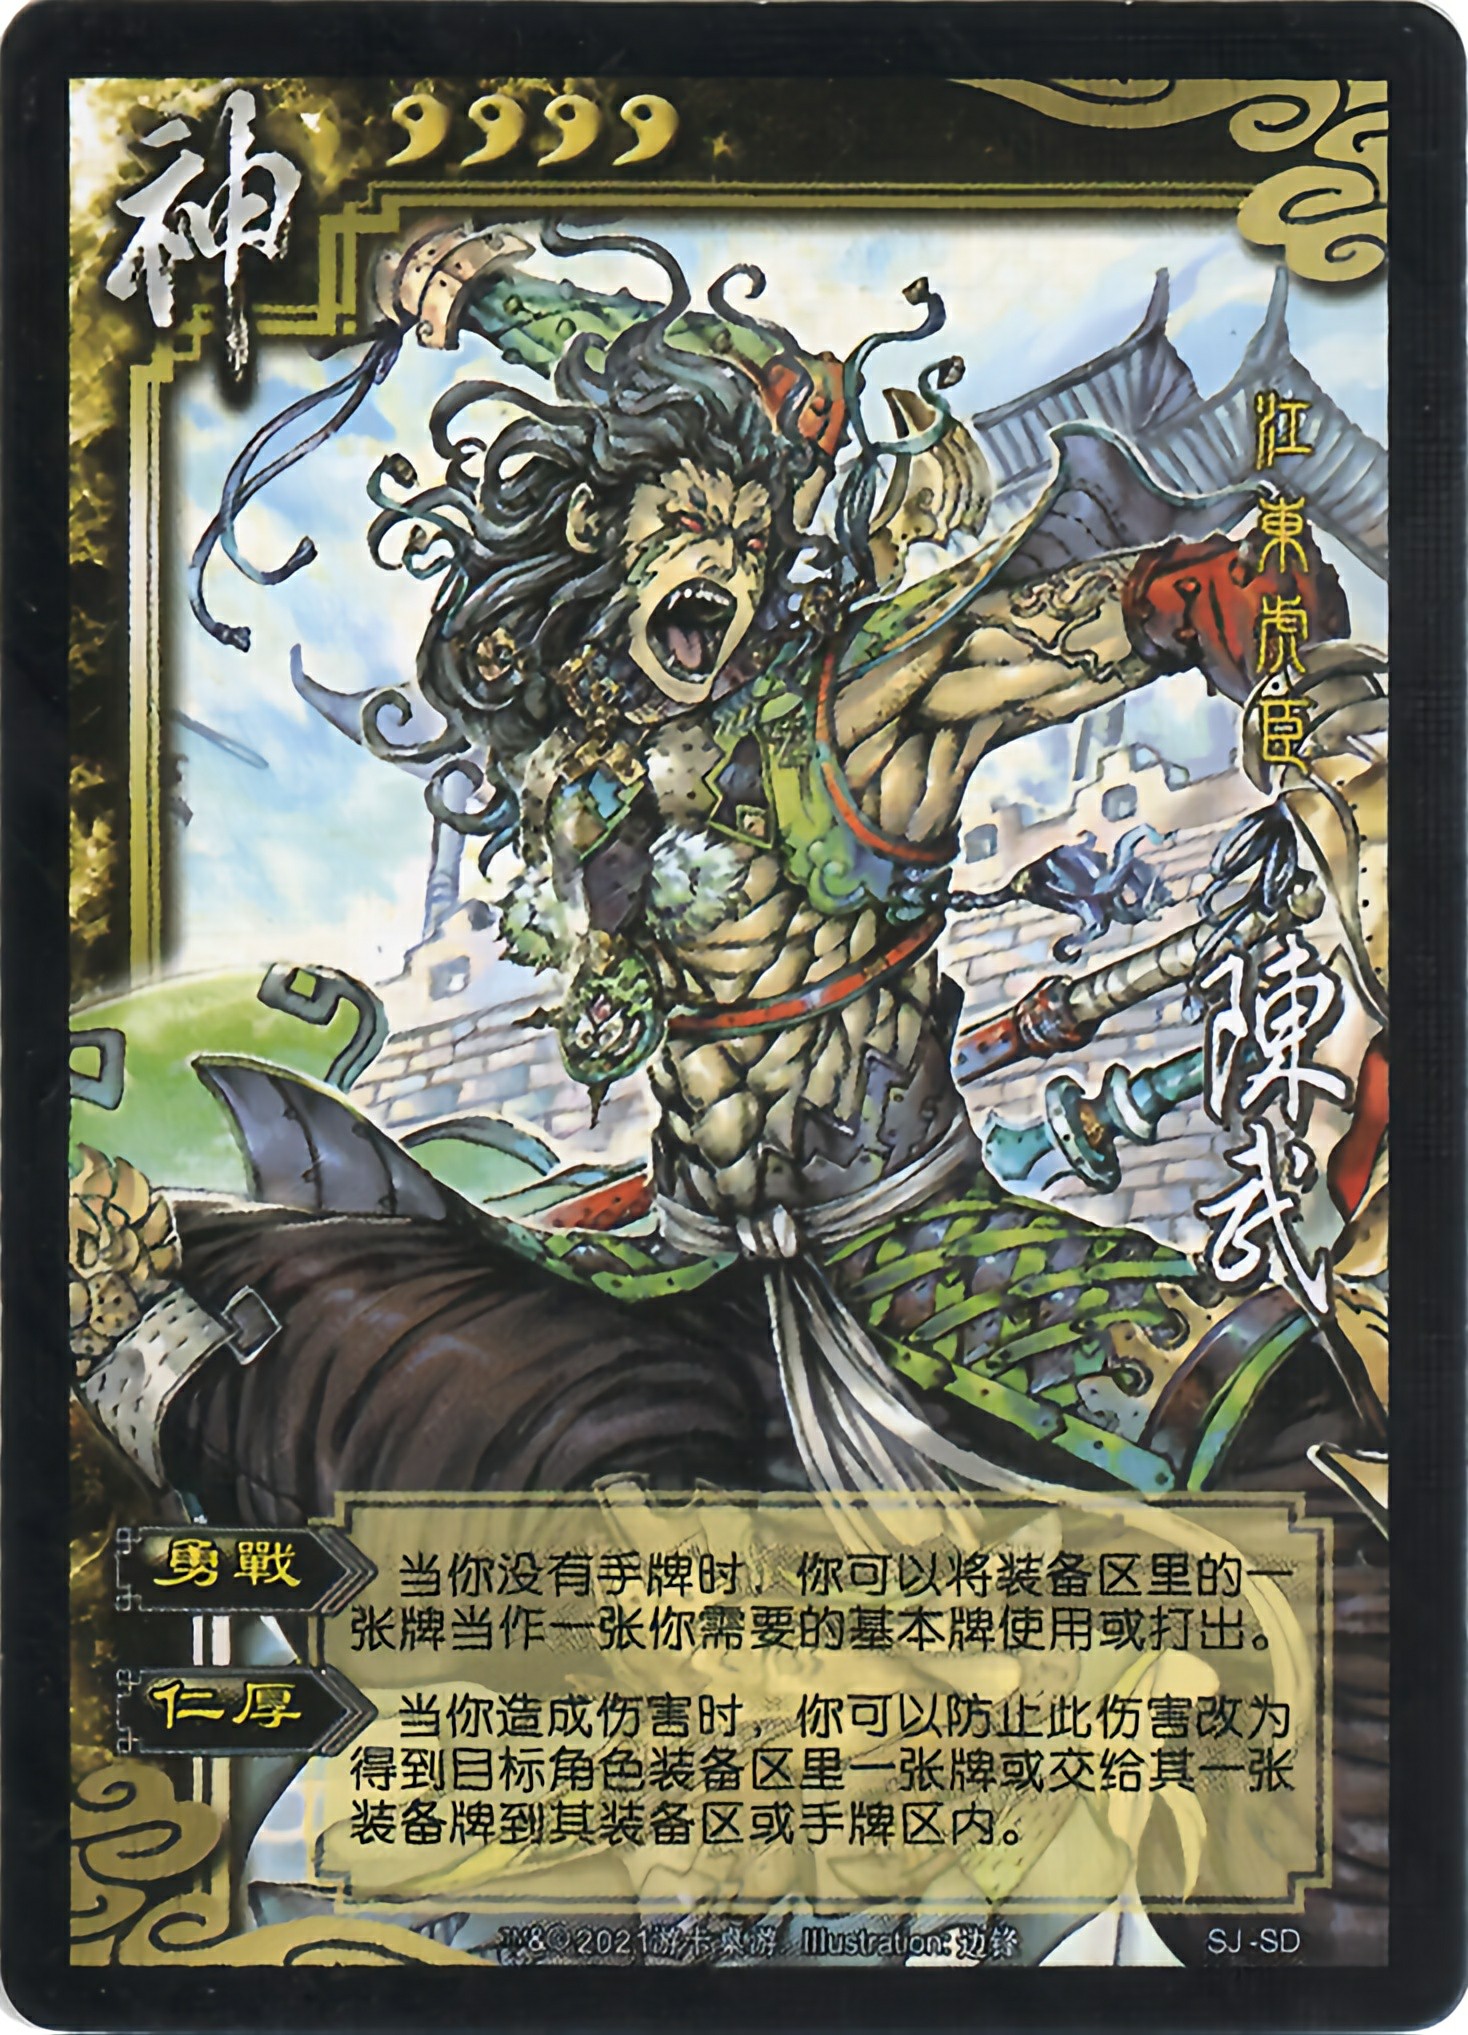 神
江東虎臣
陳武
勇戰
当你没有手牌时，你可以将装备区里的一
张牌当作一张你需要的基本牌使用或打出。
仁厚
当你造成伤害时，你可以防止此伤害改为
得到目标角色装备区里一张牌或交给其一张
装备牌到其装备区或手牌区内。
TM&©2021游卡桌游. Illustration: 边锋
SJ-SD